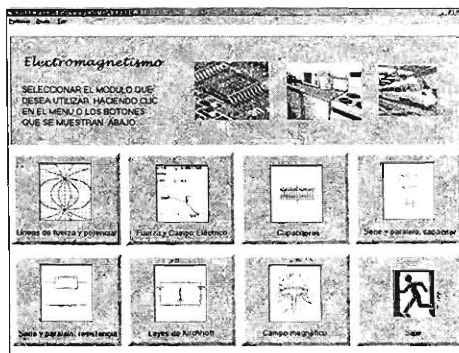 Electromagnetismo
SELECCIONAR EL MODULO QUE
DESEA UTILIZAR, HACIENDO CLIC
EN EL MENU O LOS BOTONES
QUE SE MUESTRAN ABAJO.
Líneas de fuerza y potencial
Fuerza y Campo Eléctrico
Capacitores
Serie y paralelo, capacitor
Serie y paralelo, resistencia
Leyes de Kirchhoff
Campo magnético
Salir